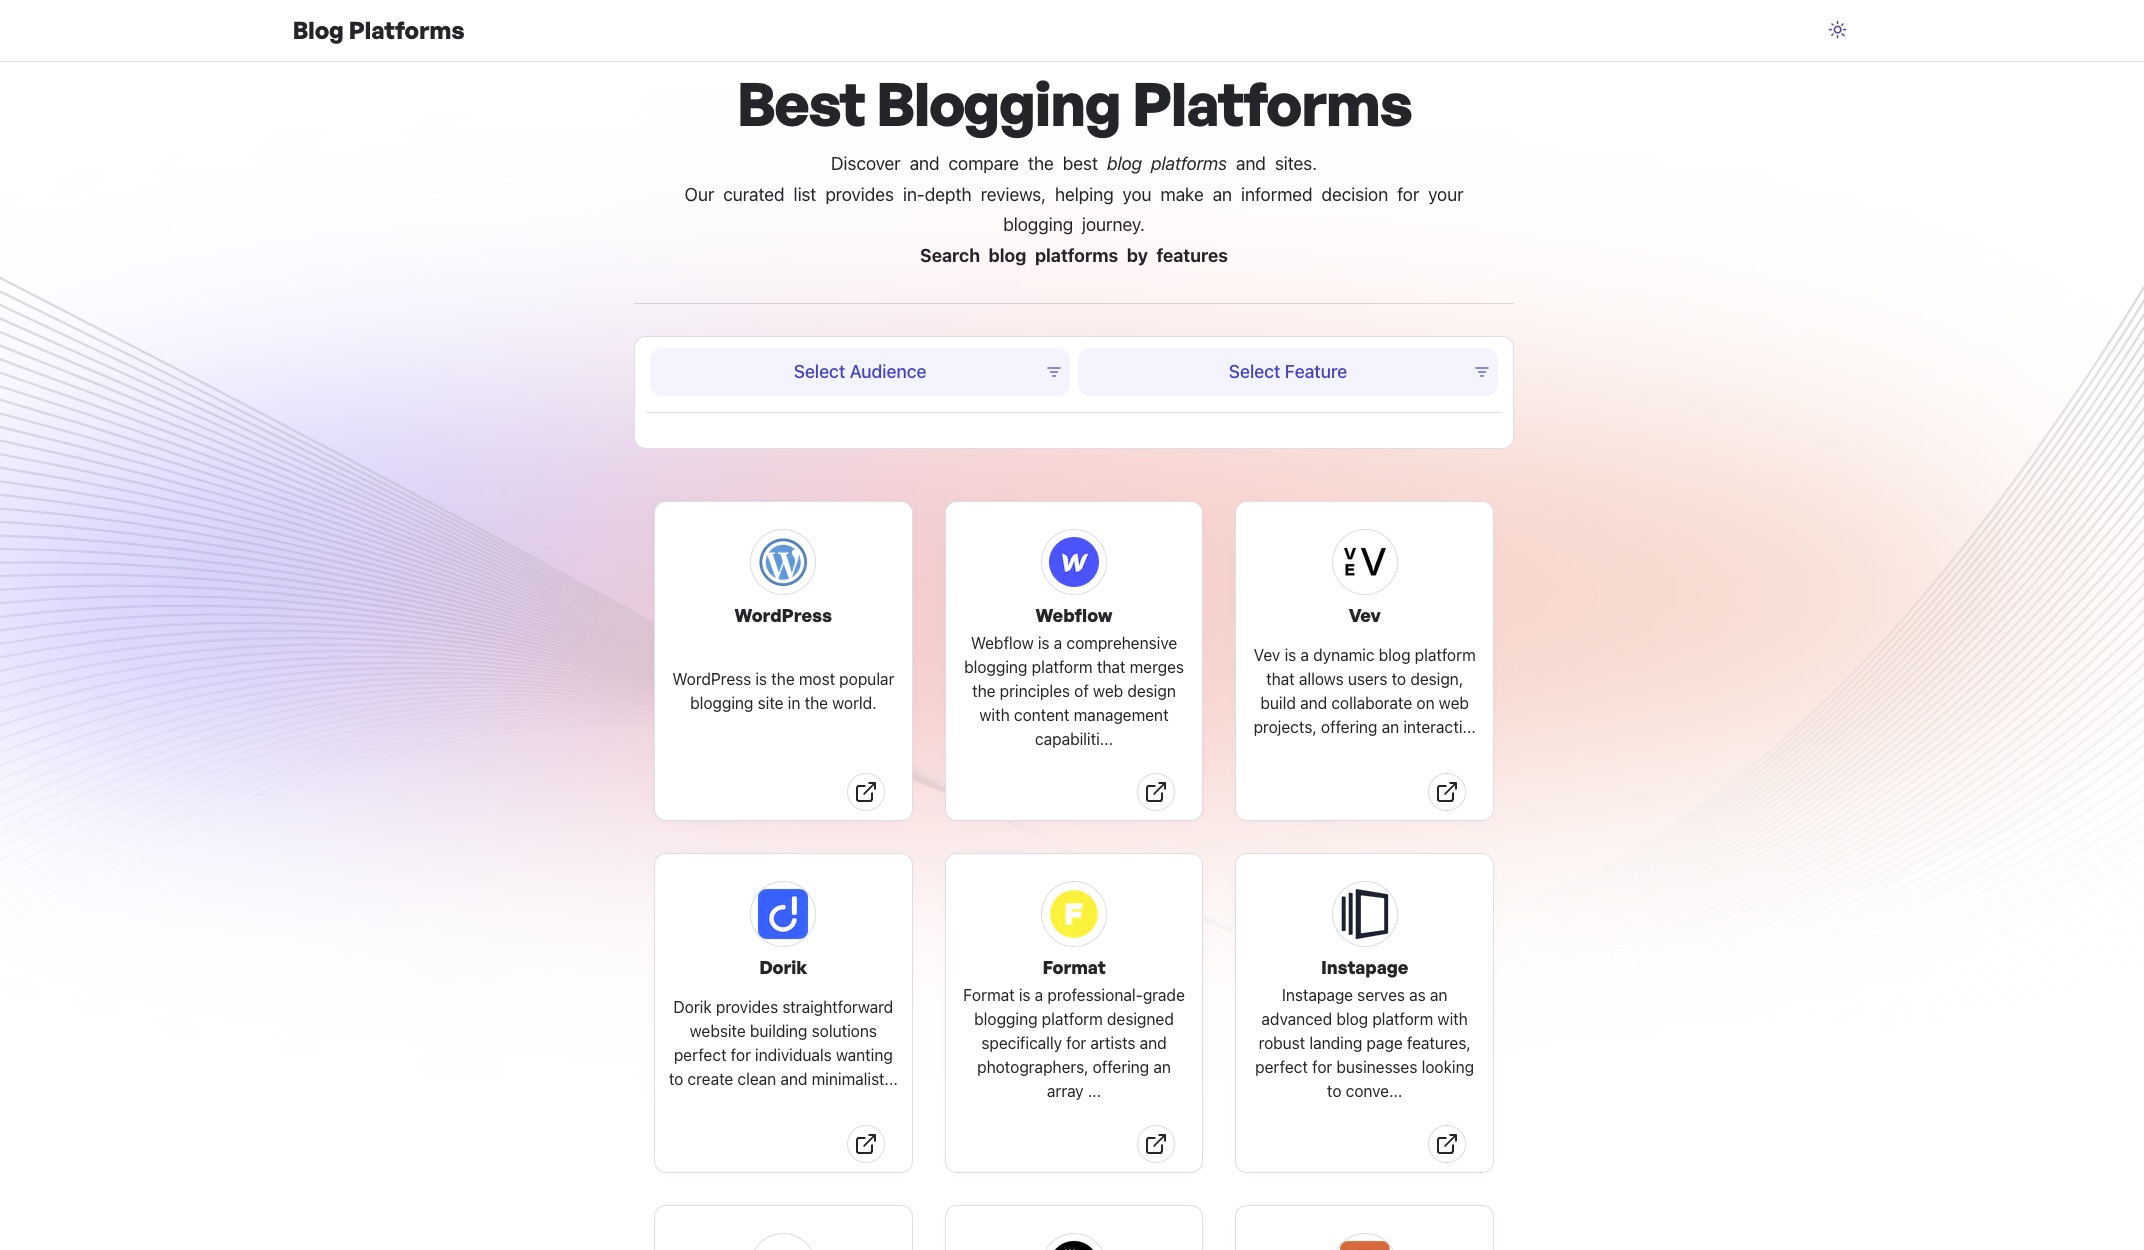 Blog Platforms
Best Blogging Platforms
Discover and compare the best blog platforms and sites.
Our curated list provides in-depth reviews, helping you make an informed decision for your
blogging journey.
Search blog platforms by features
Select Audience
Select Feature
W
WordPress
WordPress is the most popular
blogging site in the world.
W
Webflow
Webflow is a comprehensive
blogging platform that merges
the principles of web design
with content management
capabiliti...
VE V
Vev
Vev is a dynamic blog platform
that allows users to design,
build and collaborate on web
projects, offering an interacti...
Dorik
Dorik provides straightforward
website building solutions
perfect for individuals wanting
to create clean and minimalist...
F
Format
Format is a professional-grade
blogging platform designed
specifically for artists and
photographers, offering an
array ...
Instapage
Instapage serves as an
advanced blog platform with
robust landing page features,
perfect for businesses looking
to conve...